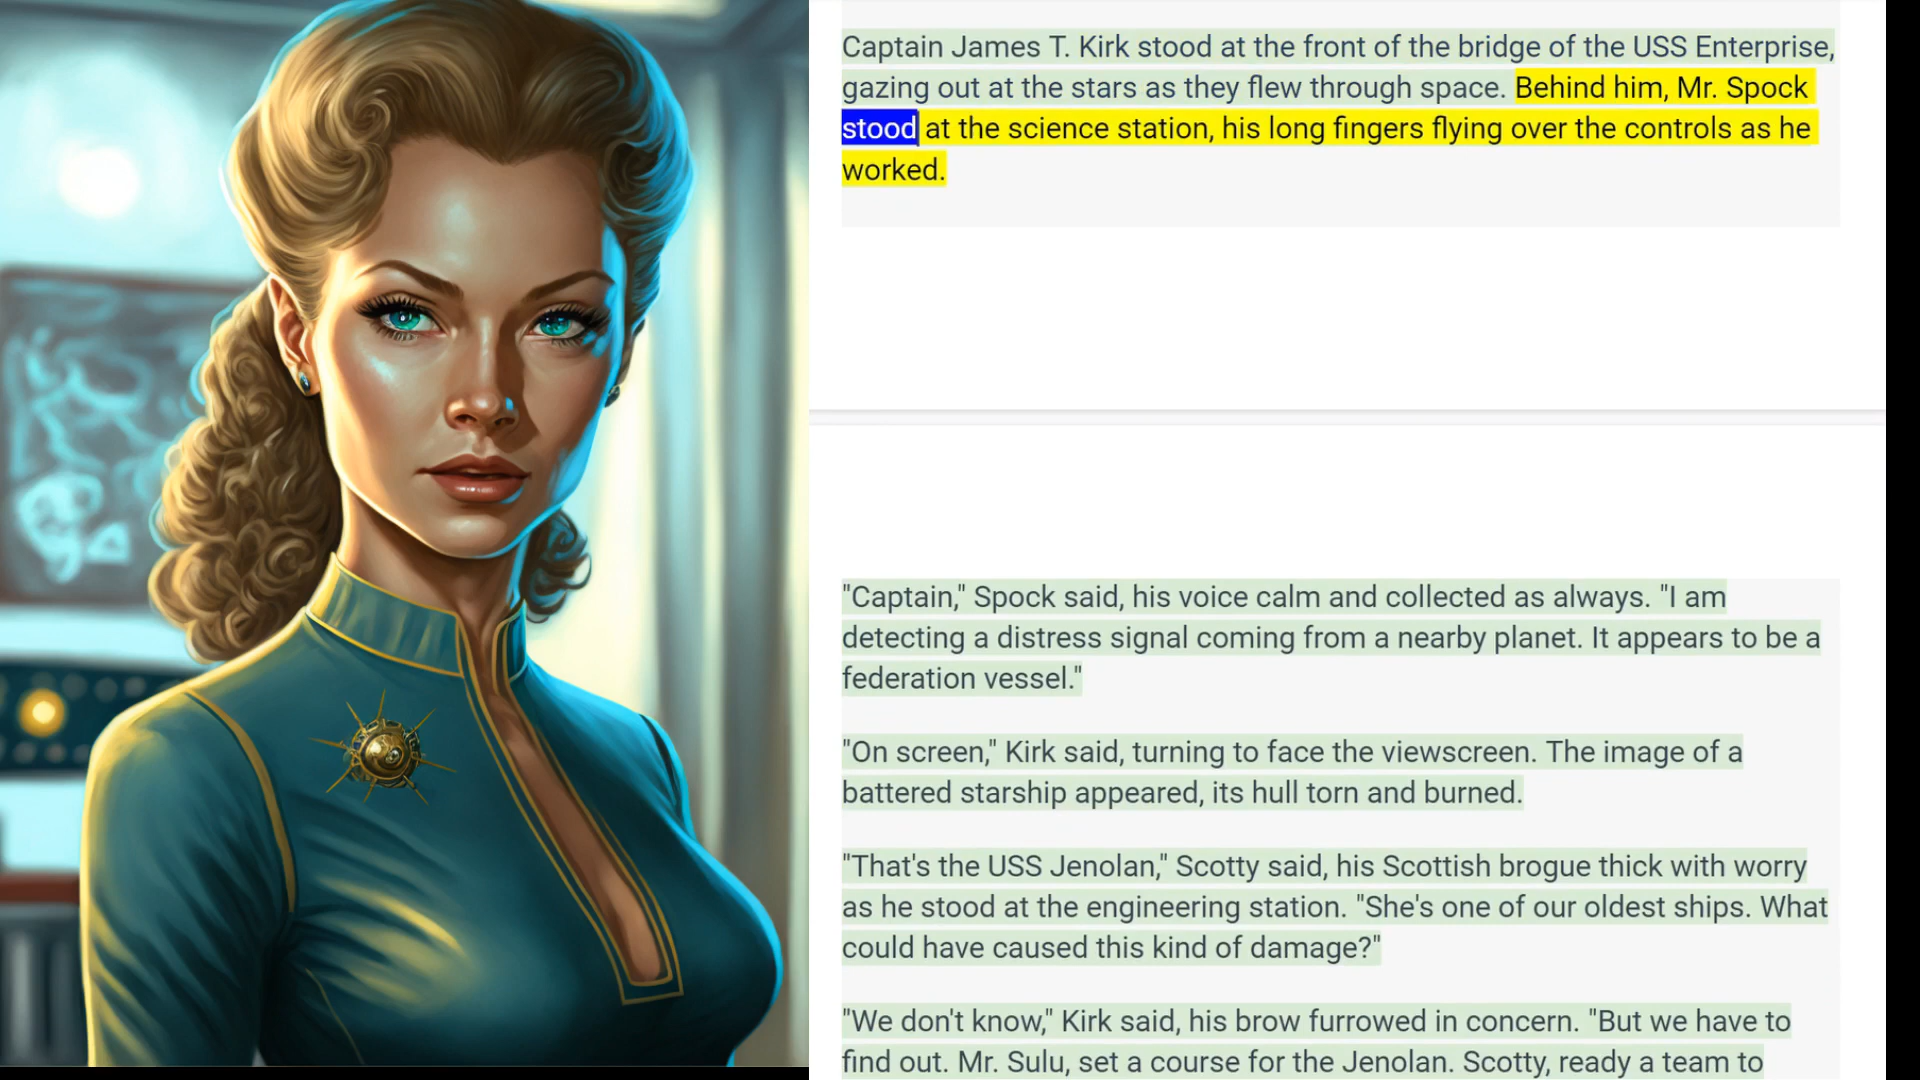 Captain James T. Kirk stood at the front of the bridge of the USS Enterprise,
gazing out at the stars as they flew through space. Behind him, Mr. Spock
stood at the science station, his long fingers flying over the controls as he
worked.
"Captain," Spock said, his voice calm and collected as always. "I am
detecting a distress signal coming from a nearby planet. It appears to be a
federation vessel."
"On screen," Kirk said, turning to face the viewscreen. The image of a
battered starship appeared, its hull torn and burned.
"That's the USS Jenolan," Scotty said, his Scottish brogue thick with worry
as he stood at the engineering station. "She's one of our oldest ships. What
could have caused this kind of damage?"
"We don't know," Kirk said, his brow furrowed in concern. "But we have to
find out. Mr. Sulu, set a course for the Jenolan. Scotty, ready a team to